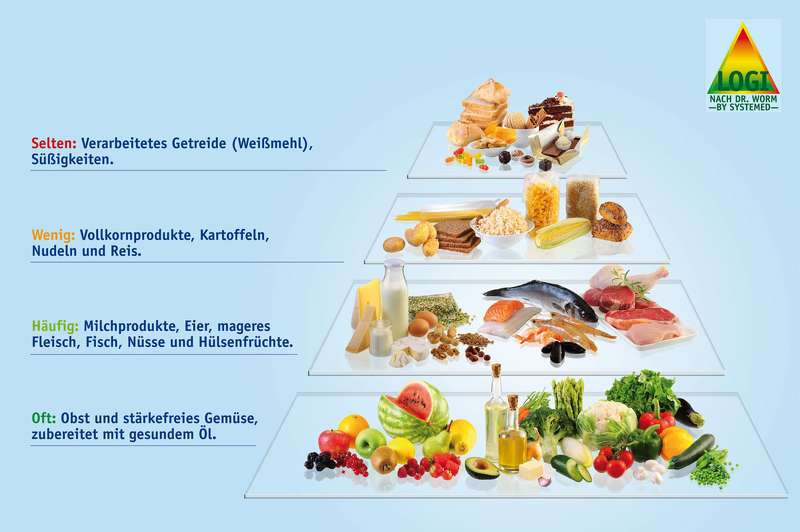 LOGI
NACH DR. WORM
—BY SYSTEMED—
Selten: Verarbeitetes Getreide (Weißmehl),
Süßigkeiten.
Wenig: Vollkornprodukte, Kartoffeln,
Nudeln und Reis.
Häufig: Milchprodukte, Eier, mageres
Fleisch, Fisch, Nüsse und Hülsenfrüchte.
Oft: Obst und stärkefreies Gemüse,
zubereitet mit gesundem Öl.